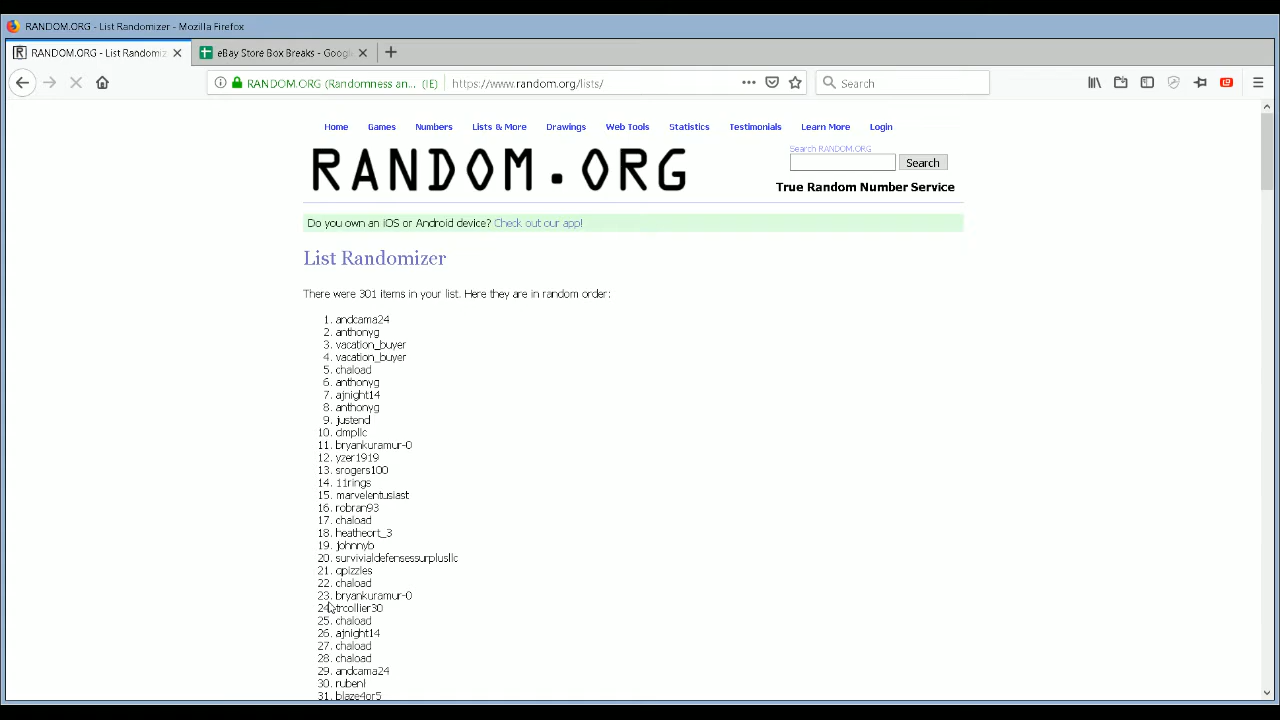 RANDOM.ORG - List Randomizer - Mozilla Firefox
RANDOM.ORG - List Randomiz
eBay Store Box Breaks - Googl
RANDOM.ORG (Randomness an... (IE)
https://www.random.org/lists/
Search
Home Games Numbers Lists & More Drawings Web Tools Statistics Testimonials Learn More Login
RANDOM.ORG
Search RANDOM.ORG
Search
True Random Number Service
Do you own an iOS or Android device? Check out our app!
List Randomizer
There were 301 items in your list. Here they are in random order:
1. andcama24
2. anthonyg
3. vacation_buyer
4. vacation_buyer
5. chaload
6. anthonyg
7. ajnight14
8. anthonyg
9. justend
10. dmpllc
11. bryankuramur-0
12. yzer1919
13. srogers100
14. 11rings
15. marvelentusiast
16. robran93
17. chaload
18. heatheort_3
19. johnnyb
20. survivialdefensessurplusllc
21. qpizzles
22. chaload
23. bryankuramur-0
24. trcollier30
25. chaload
26. ajnight14
27. chaload
28. chaload
29. andcama24
30. rubenl
31. blaze4or5